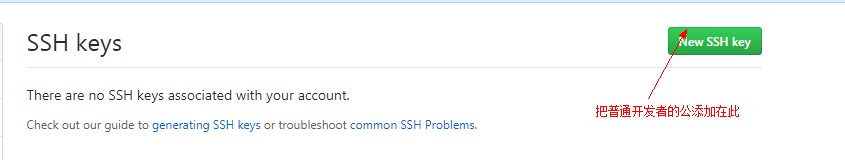 SSH keys
New SSH key
There are no SSH keys associated with your account.
把普通开发者的公添加在此
Check out our guide to generating SSH keys or troubleshoot common SSH Problems.